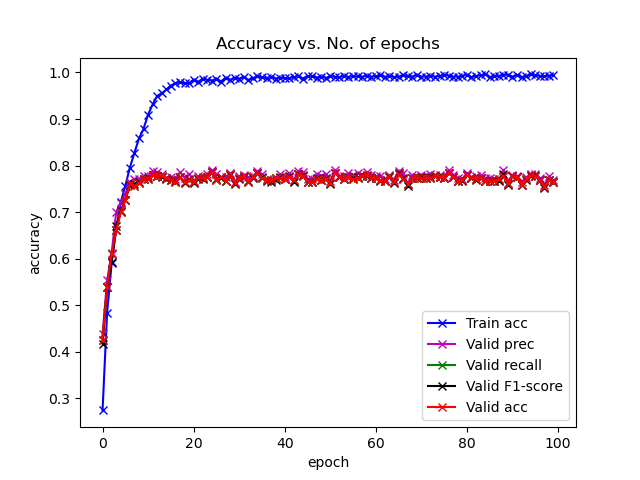 Accuracy vs. No. of epochs
1.0
0.9
0.8
0.7
0.6
0.5
0.4
0.3
accuracy
0 20 40 60 80 100
epoch
Train acc
Valid prec
Valid recall
Valid F1-score
Valid acc